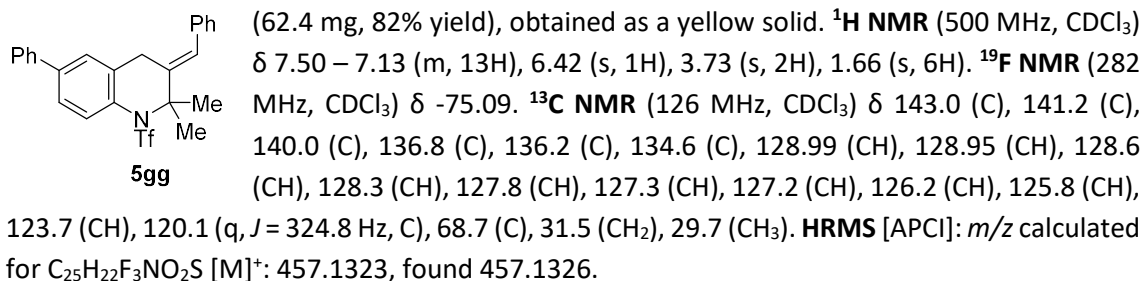 Ph
Ph
N
Tf
Me
Me
5gg
(62.4 mg, 82% yield), obtained as a yellow solid. ¹H NMR (500 MHz, CDCl₃)
δ 7.50 – 7.13 (m, 13H), 6.42 (s, 1H), 3.73 (s, 2H), 1.66 (s, 6H). ¹⁹F NMR (282
MHz, CDCl₃) δ -75.09. ¹³C NMR (126 MHz, CDCl₃) δ 143.0 (C), 141.2 (C),
140.0 (C), 136.8 (C), 136.2 (C), 134.6 (C), 128.99 (CH), 128.95 (CH), 128.6
(CH), 128.3 (CH), 127.8 (CH), 127.3 (CH), 127.2 (CH), 126.2 (CH), 125.8 (CH),
123.7 (CH), 120.1 (q, J = 324.8 Hz, C), 68.7 (C), 31.5 (CH₂), 29.7 (CH₃). HRMS [APCI]: m/z calculated
for C₂₅H₂₂F₃NO₂S [M]⁺: 457.1323, found 457.1326.